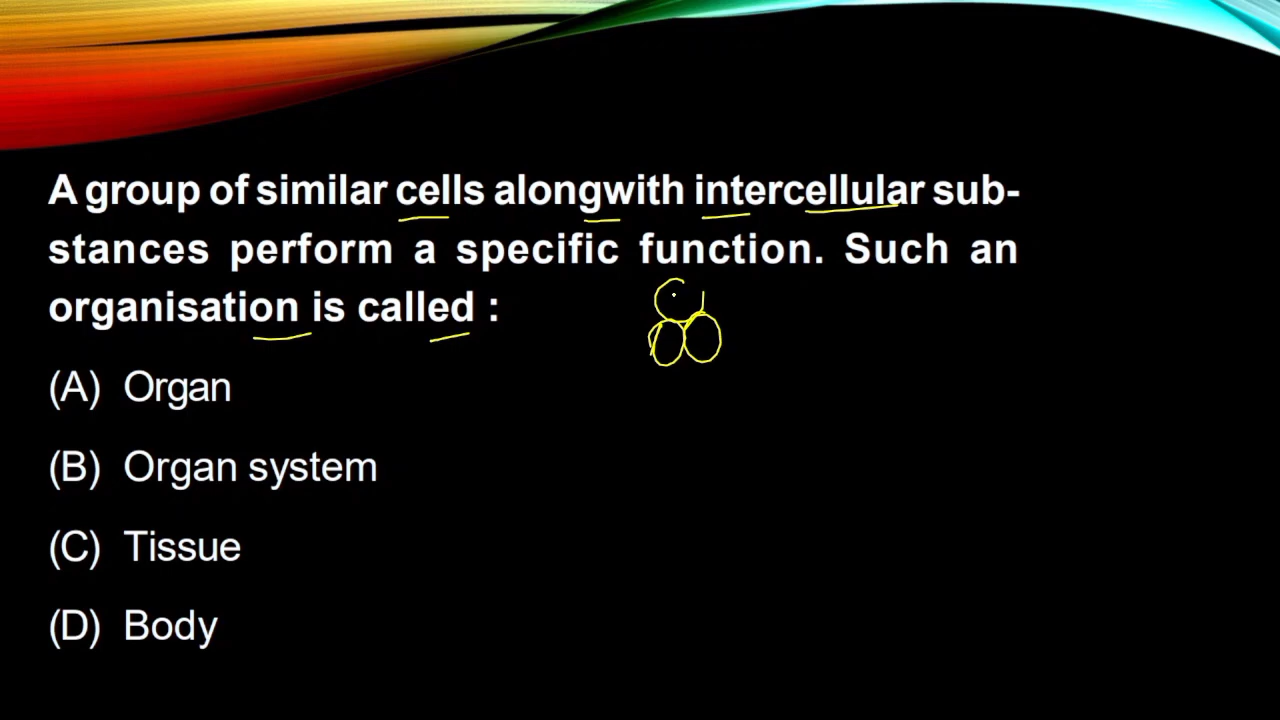 A group of similar cells alongwith intercellular sub-
stances perform a specific function. Such an
organisation is called :
(A) Organ
(B) Organ system
(C) Tissue
(D) Body